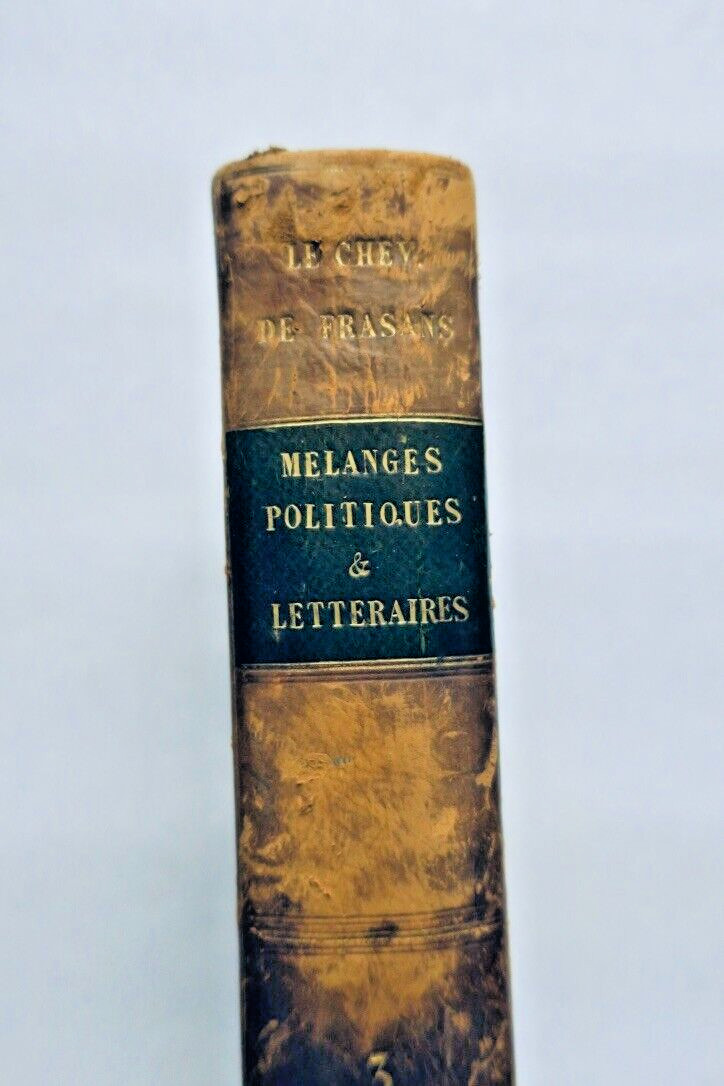 LE CHEV.
DE FRASANS
MELANGES
POLITIQUES
&
LETTERAIRES
3